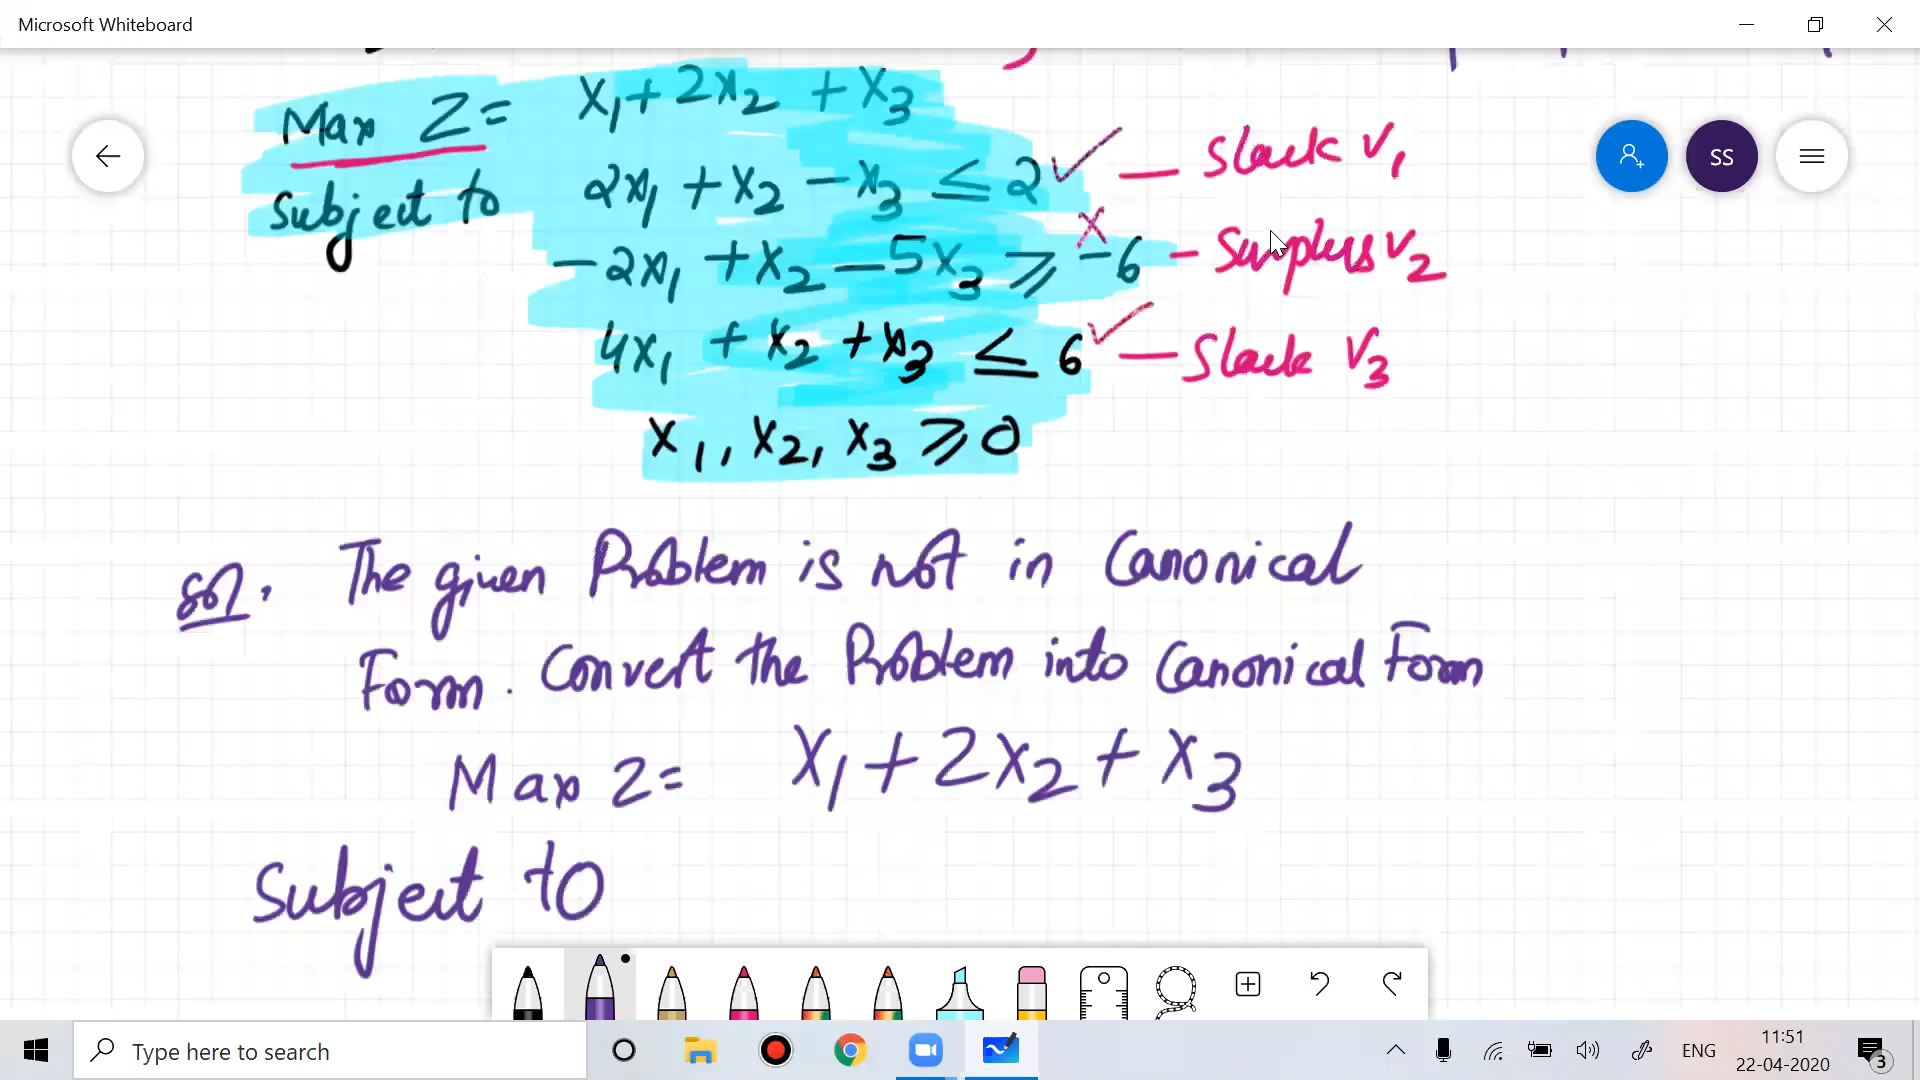 Microsoft Whiteboard
Max Z = x₁ + 2x₂ + x₃
Subject to 2x₁ + x₂ - x₃ ≤ 2 ✓ — Slack V₁
-2x₁ + x₂ - 5x₃ ≥ -6 x - Surplus V₂
4x₁ + x₂ + x₃ ≤ 6 ✓ — Slack V₃
x₁, x₂, x₃ ≥ 0
SS
Sol. The given Problem is not in Canonical
Form. Convert the Problem into Canonical Form
Max Z = x₁ + 2x₂ + x₃
Subject to
Type here to search
ENG
11:51
22-04-2020
3